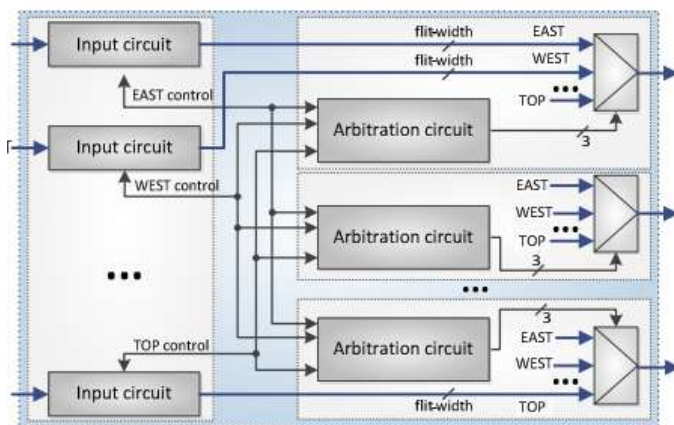 Input circuit
flit-width
EAST
flit-width
WEST
EAST control
TOP
Arbitration circuit
3
Input circuit
WEST control
EAST
WEST
Arbitration circuit
TOP
3
3
EAST
TOP control
Arbitration circuit
WEST
Input circuit
flit-width
TOP